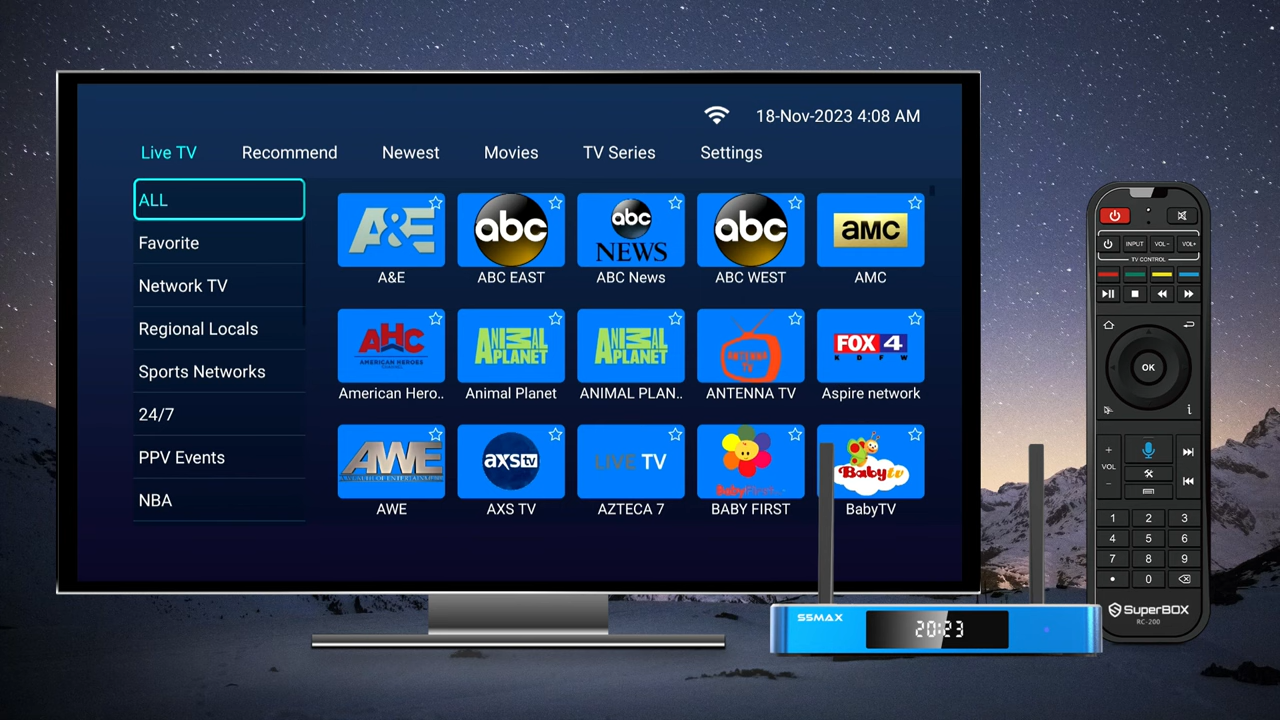 18-Nov-2023 4:08 AM
Live TV Recommend Newest Movies TV Series Settings
ALL
Favorite
Network TV
Regional Locals
Sports Networks
24/7
PPV Events
NBA
A&E abc abc NEWS abc aMC
A&E ABC EAST ABC News ABC WEST AMC
AHC AMERICAN HEROES CHANNEL ANIMAL PLANET ANIMAL PLANET ANTENNA TV FOX 4 KDFW
American Hero.. Animal Planet ANIMAL PLAN.. ANTENNA TV Aspire network
AWE axs tv LIVE TV Baby Baby tv
AWE AXS TV AZTECA 7 BABY FIRST BabyTV
S5MAX
20:23
INPUT VOL- VOL+
TV CONTROL
OK
i
+
VOL
-
1 2 3
4 5 6
7 8 9
• 0
SuperBOX
RC-200